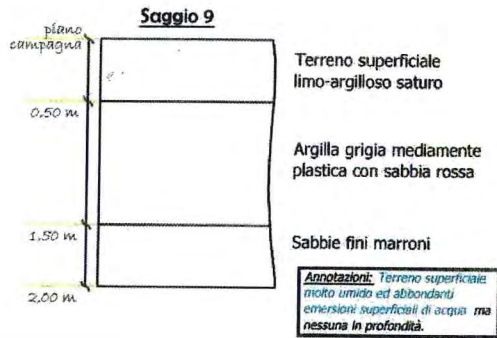 Saggio 9
piano
campagna
Terreno superficiale
limo-argilloso saturo
0.50 m
Argilla grigia mediamente
plastica con sabbia rossa
1.50 m
Sabbie fini marroni
2.00 m
Annotazioni: Terreno superficiale
molto umido ed abbondanti
emersioni superficiali di acqua ma
nessuna in profondità.